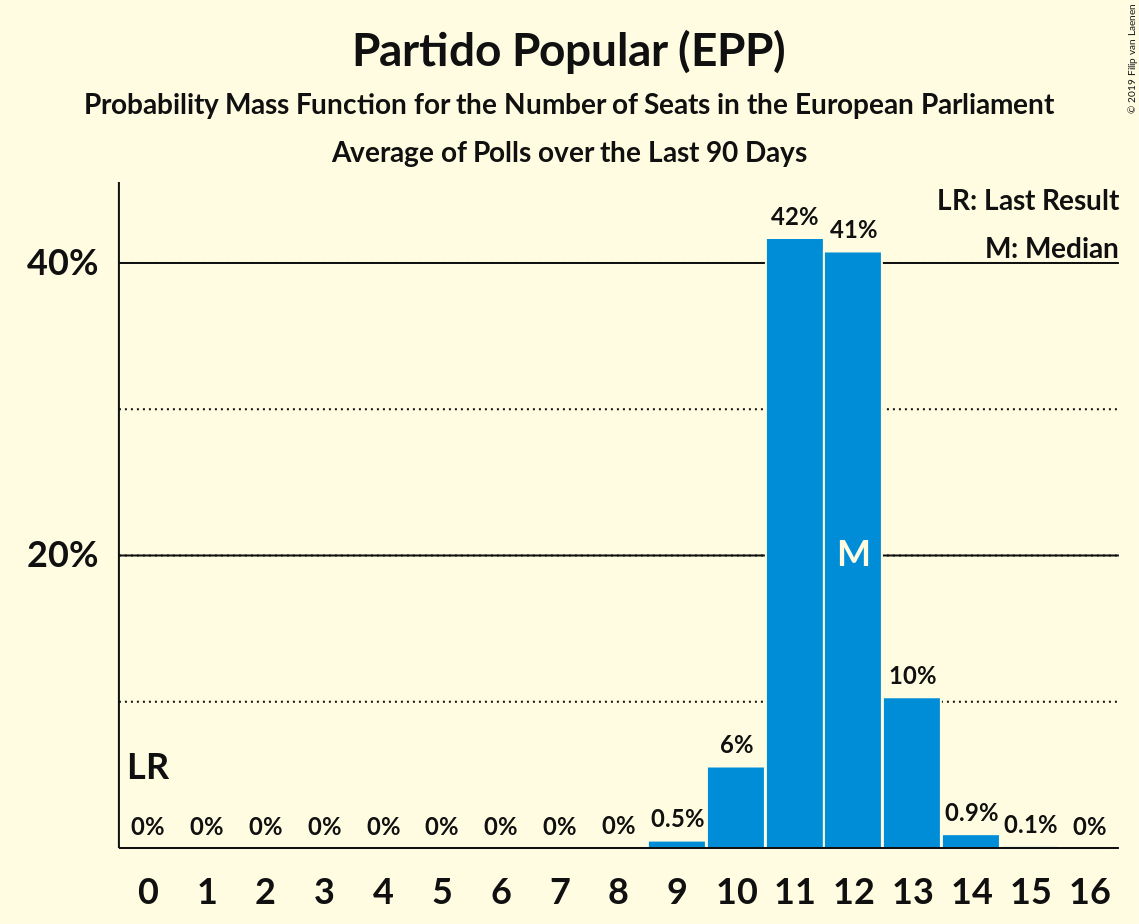 Partido Popular (EPP)
Probability Mass Function for the Number of Seats in the European Parliament
Average of Polls over the Last 90 Days
© 2019 Filip van Laenen
LR: Last Result
M: Median
42%
41%
40%
20%
M
10%
6%
LR
0% 0% 0% 0% 0% 0% 0% 0% 0% 0.5% 0.9% 0.1% 0%
0 1 2 3 4 5 6 7 8 9 10 11 12 13 14 15 16